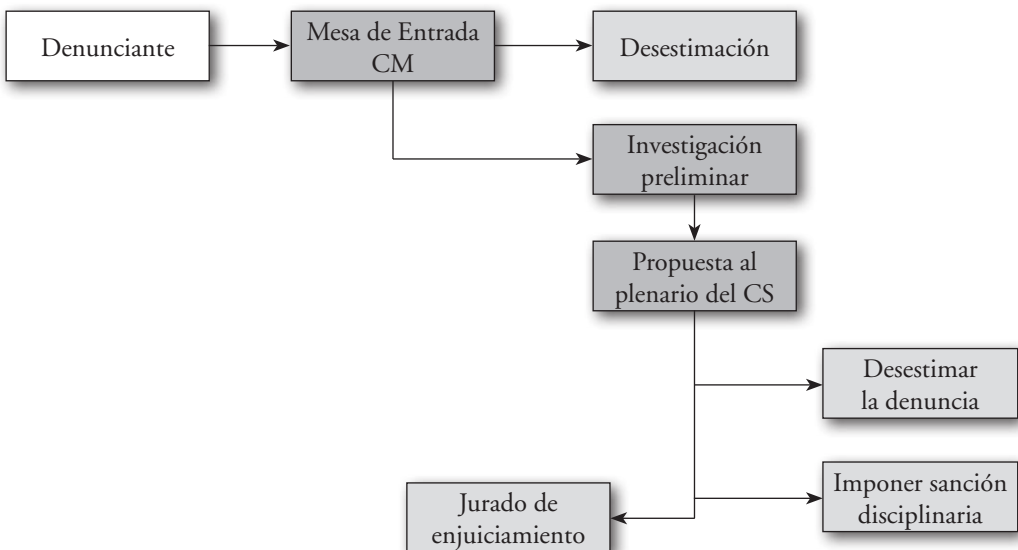 Denunciante
Mesa de Entrada
CM
Desestimación
Investigación
preliminar
Propuesta al
plenario del CS
Desestimar
la denuncia
Imponer sanción
disciplinaria
Jurado de
enjuiciamiento